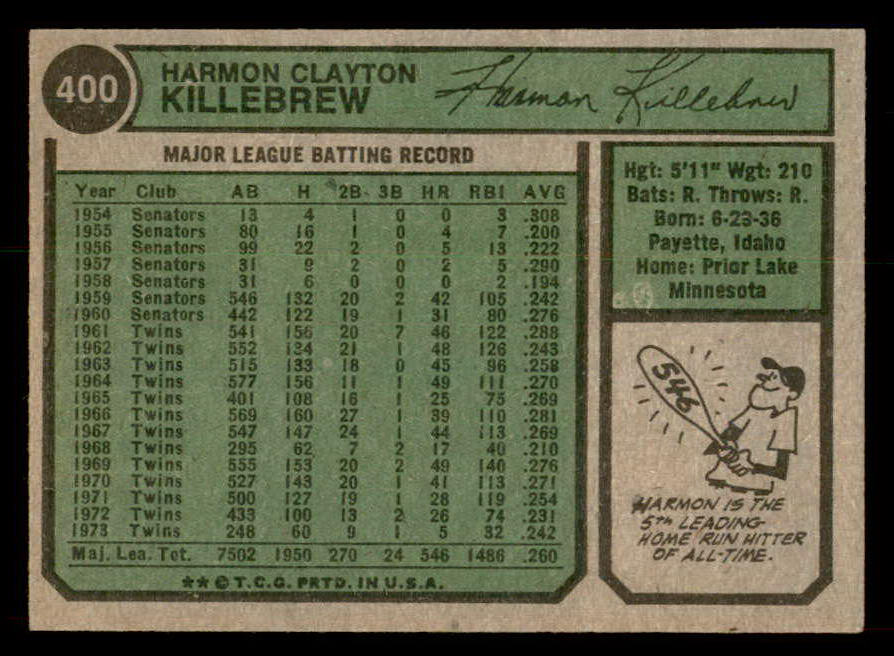 400
HARMON CLAYTON
KILLEBREW
Harmon Killebrew
MAJOR LEAGUE BATTING RECORD
Year Club AB H 2B 3B HR RBI AVG
1954 Senators 13 4 1 0 0 3 .308
1955 Senators 80 16 1 0 4 7 .200
1956 Senators 99 22 2 0 5 13 .222
1957 Senators 31 9 2 0 2 5 .290
1958 Senators 31 6 0 0 0 2 .194
1959 Senators 546 132 20 2 42 105 .242
1960 Senators 442 122 19 1 31 80 .276
1961 Twins 541 156 20 7 46 122 .288
1962 Twins 552 134 21 1 48 126 .243
1963 Twins 515 133 18 0 45 96 .258
1964 Twins 577 156 11 1 49 111 .270
1965 Twins 401 108 16 1 25 75 .269
1966 Twins 569 160 27 1 39 110 .281
1967 Twins 547 147 24 1 44 113 .269
1968 Twins 295 62 7 2 17 40 .210
1969 Twins 555 153 20 2 49 140 .276
1970 Twins 527 143 20 1 41 113 .271
1971 Twins 500 127 19 1 28 119 .254
1972 Twins 433 100 13 2 26 74 .231
1973 Twins 248 60 9 1 5 32 .242
Maj. Lea. Tot. 7502 1950 270 24 546 1486 .260
** © T.C.G. PRTD. IN U.S.A.
Hgt: 5'11" Wgt: 210
Bats: R. Throws: R.
Born: 6-29-36
Payette, Idaho
Home: Prior Lake
Minnesota
546
HARMON IS THE
5TH LEADING
HOME RUN HITTER
OF ALL-TIME.